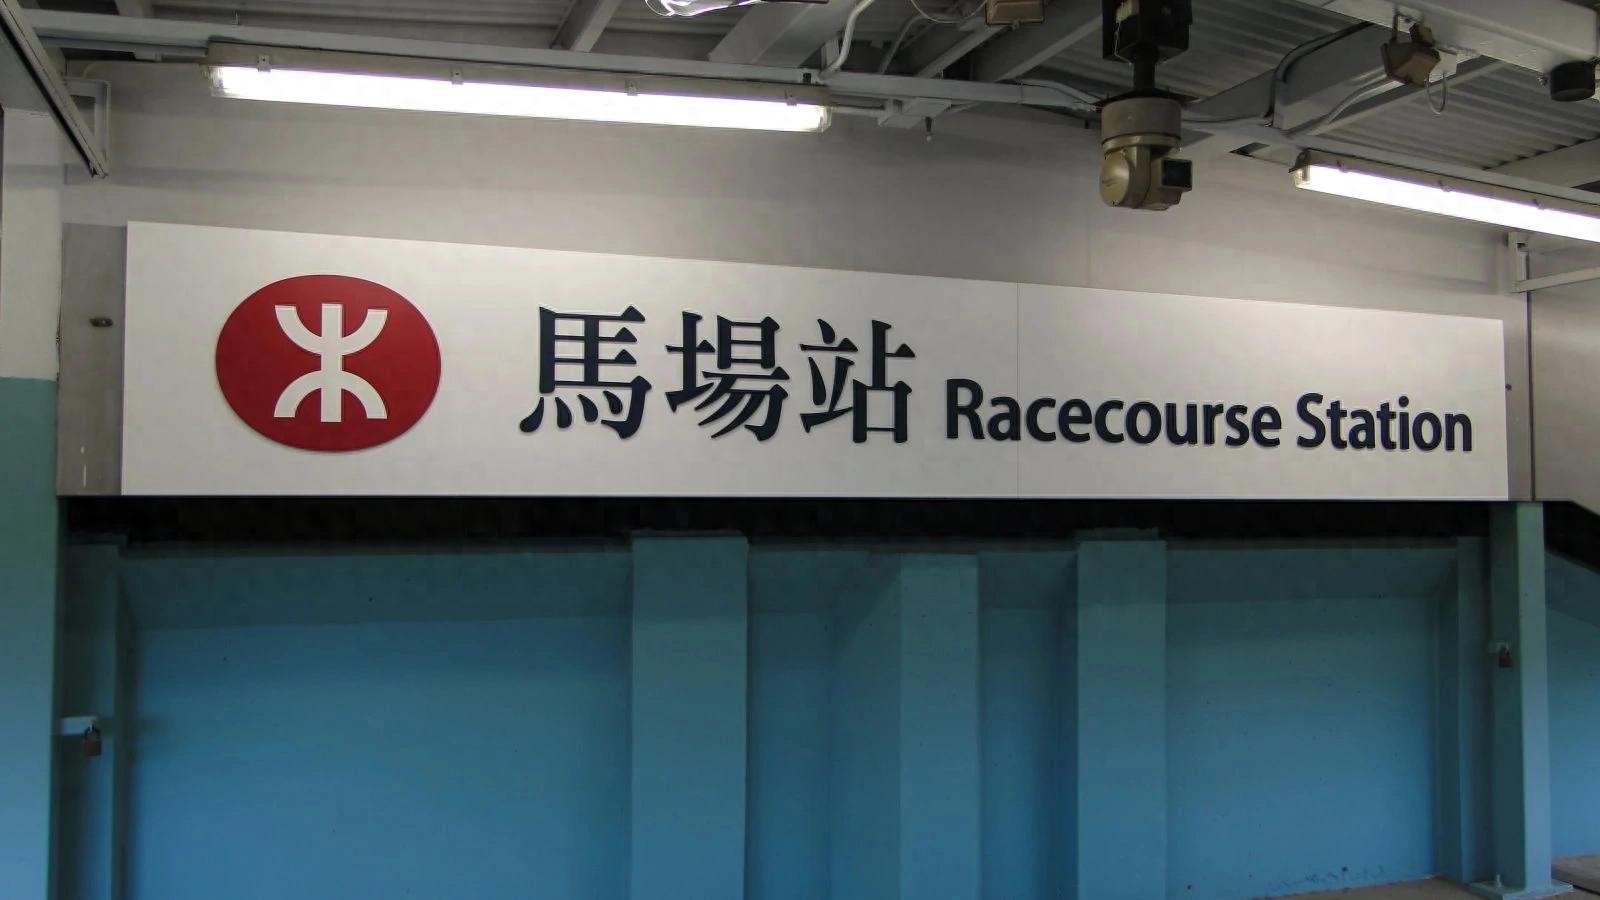 馬場站 Racecourse Station